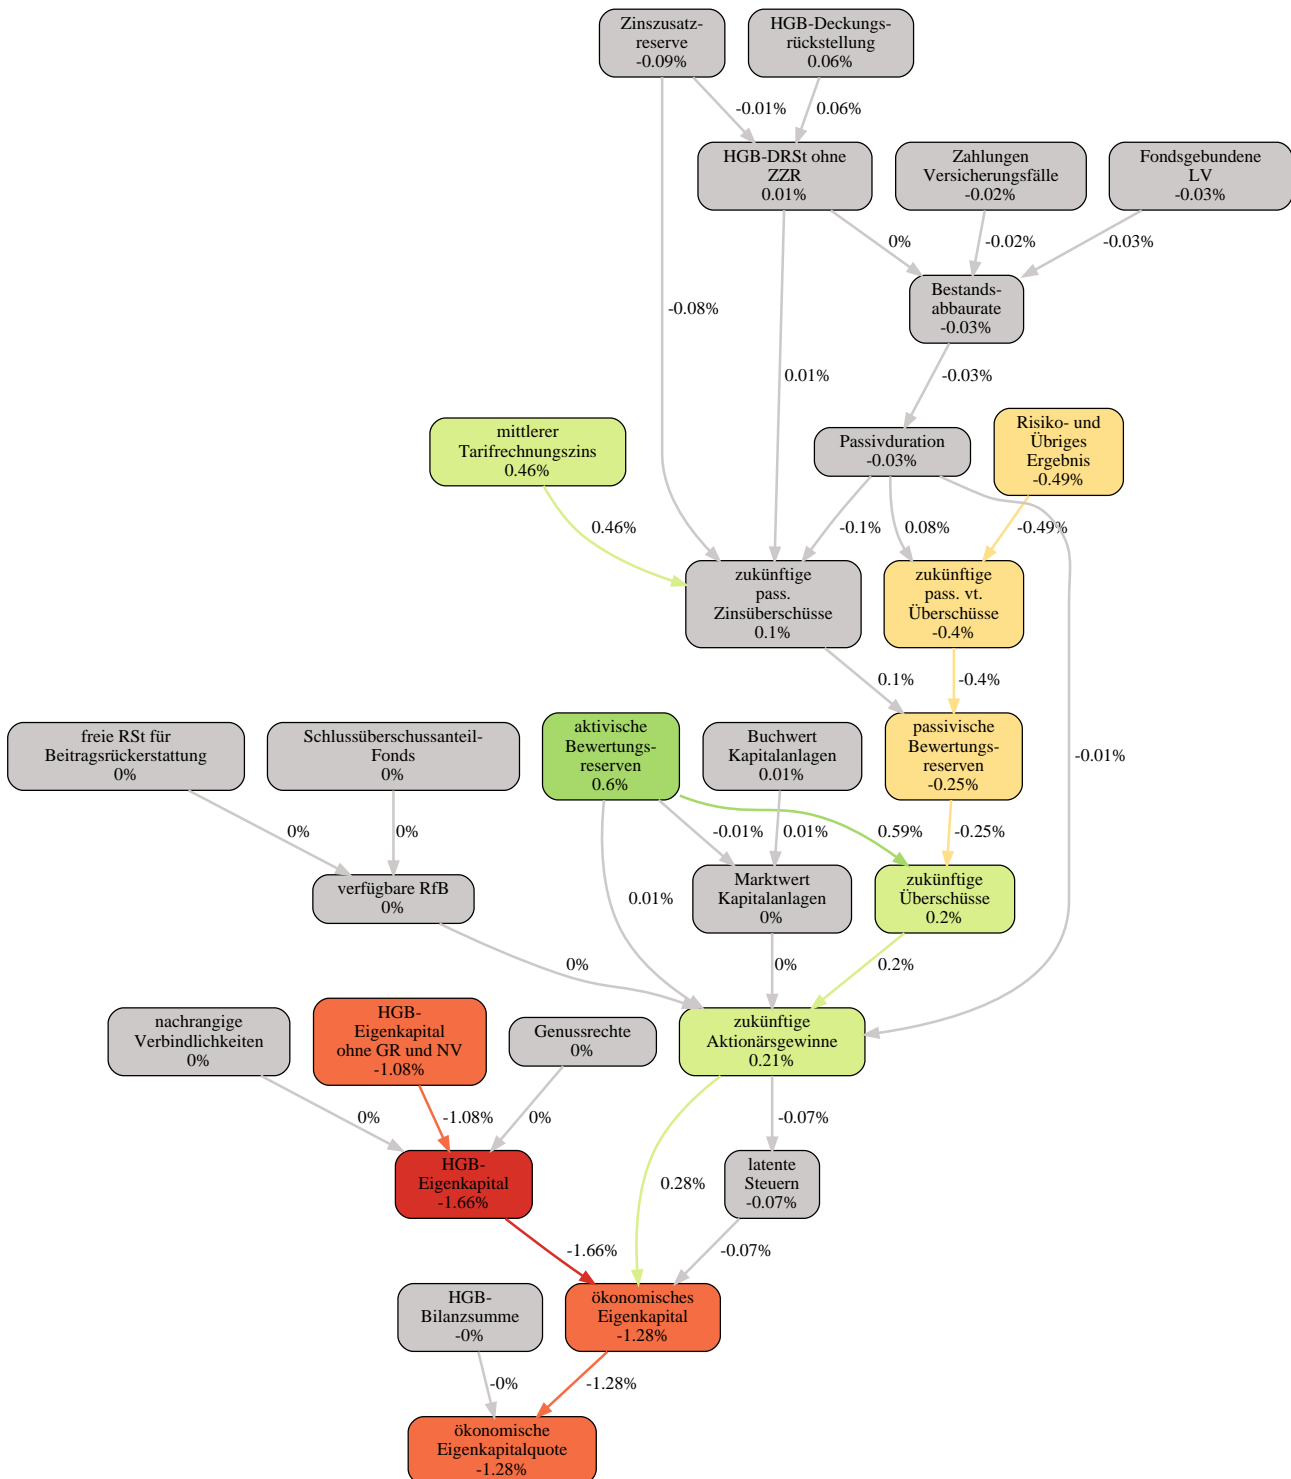 Zinszusatz-
reserve
-0.09%
HGB-Deckungs-
rückstellung
0.06%
-0.01%
0.06%
HGB-DRSt ohne
ZZR
0.01%
Zahlungen
Versicherungsfälle
-0.02%
Fondsgebundene
LV
-0.03%
0%
-0.02%
-0.03%
Bestands-
abbaurate
-0.03%
-0.08%
0.01%
-0.03%
mittlerer
Tarifrechnungszins
0.46%
Passivduration
-0.03%
Risiko- und
Übriges
Ergebnis
-0.49%
0.46%
-0.1%
0.08%
-0.49%
zukünftige
pass.
Zinsüberschüsse
0.1%
zukünftige
pass. vt.
Überschüsse
-0.4%
0.1%
-0.4%
freie RSt für
Beitragsrückerstattung
0%
Schlussüberschussanteil-
Fonds
0%
aktivische
Bewertungs-
reserven
0.6%
Buchwert
Kapitalanlagen
0.01%
passivische
Bewertungs-
reserven
-0.25%
-0.01%
0%
0%
-0.01%
0.01%
0.59%
-0.25%
verfügbare RfB
0%
0.01%
Marktwert
Kapitalanlagen
0%
zukünftige
Überschüsse
0.2%
0%
0%
0.2%
nachrangige
Verbindlichkeiten
0%
HGB-
Eigenkapital
ohne GR und NV
-1.08%
Genussrechte
0%
zukünftige
Aktionärsgewinne
0.21%
0%
-1.08%
0%
-0.07%
HGB-
Eigenkapital
-1.66%
0.28%
latente
Steuern
-0.07%
-1.66%
-0.07%
HGB-
Bilanzsumme
-0%
ökonomisches
Eigenkapital
-1.28%
-0%
-1.28%
ökonomische
Eigenkapitalquote
-1.28%